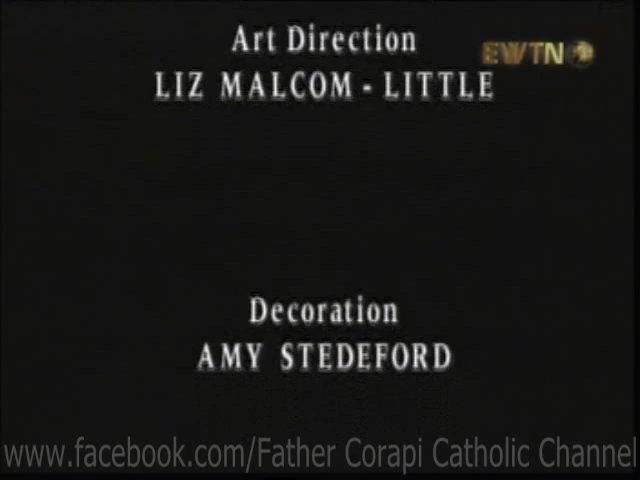 Art Direction
EWTN
LIZ MALCOM - LITTLE
Decoration
AMY STEDEFORD
www.facebook.com/Father Corapi Catholic Channel